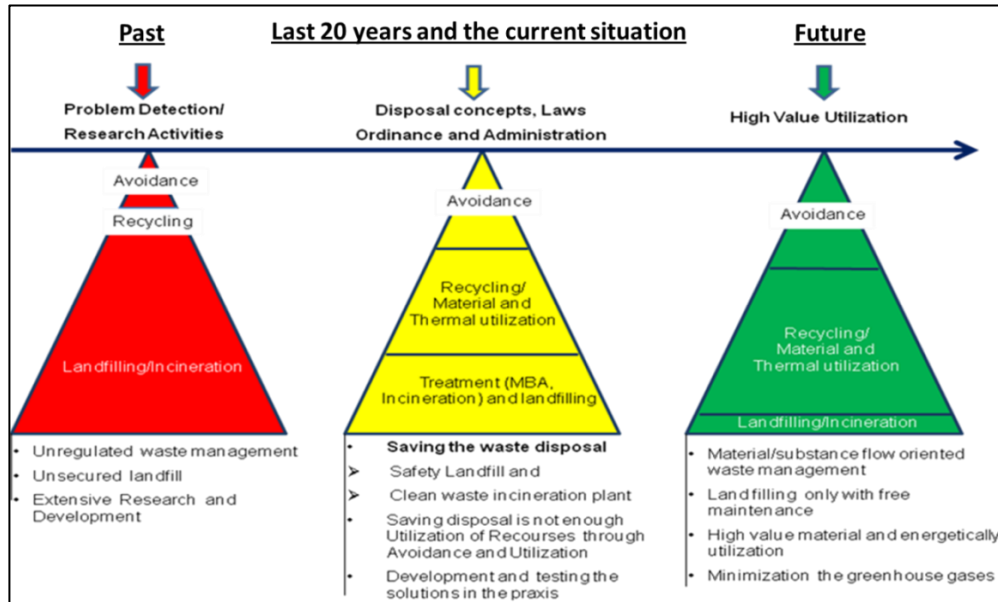 Past
Last 20 years and the current situation
Future
Problem Detection/
Research Activities
Disposal concepts, Laws
Ordinance and Administration
High Value Utilization
Avoidance
Recycling
Landfilling/Incineration
Avoidance
Recycling/
Material and
Thermal utilization
Treatment (MBA,
Incineration) and landfilling
Avoidance
Recycling/
Material and
Thermal utilization
Landfilling/Incineration
• Unregulated waste management
• Unsecured landfill
• Extensive Research and
Development
• Saving the waste disposal
➤ Safety Landfill and
➤ Clean waste incineration plant
• Saving disposal is not enough
Utilization of Recourses through
Avoidance and Utilization
• Development and testing the
solutions in the praxis
• Material/substance flow oriented
waste management
• Landfilling only with free
maintenance
• High value material and energetically
utilization
• Minimization the greenhouse gases